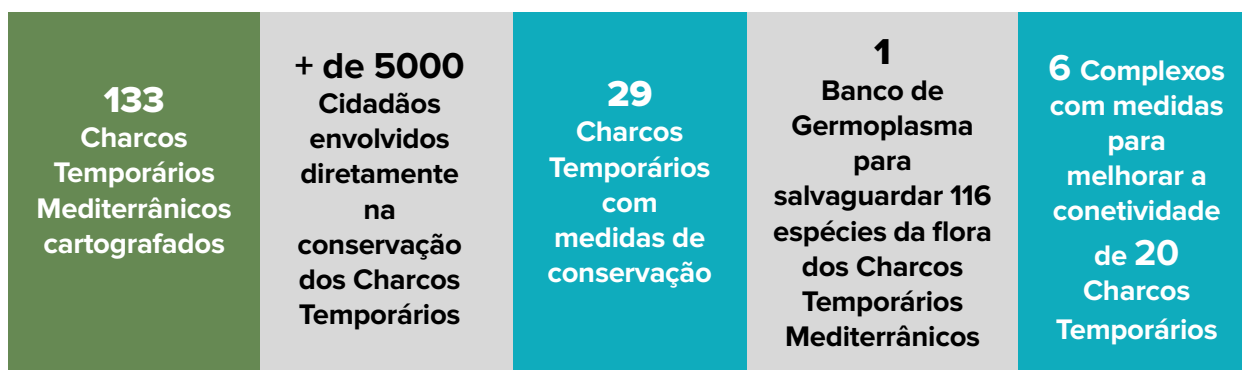 133
Charcos
Temporários
Mediterrânicos
cartografados
+ de 5000
Cidadãos
envolvidos
diretamente
na
conservação
dos Charcos
Temporários
29
Charcos
Temporários
com
medidas de
conservação
1
Banco de
Germoplasma
para
salvaguardar 116
espécies da flora
dos Charcos
Temporários
Mediterrânicos
6 Complexos
com medidas
para
melhorar a
conetividade
de 20
Charcos
Temporários